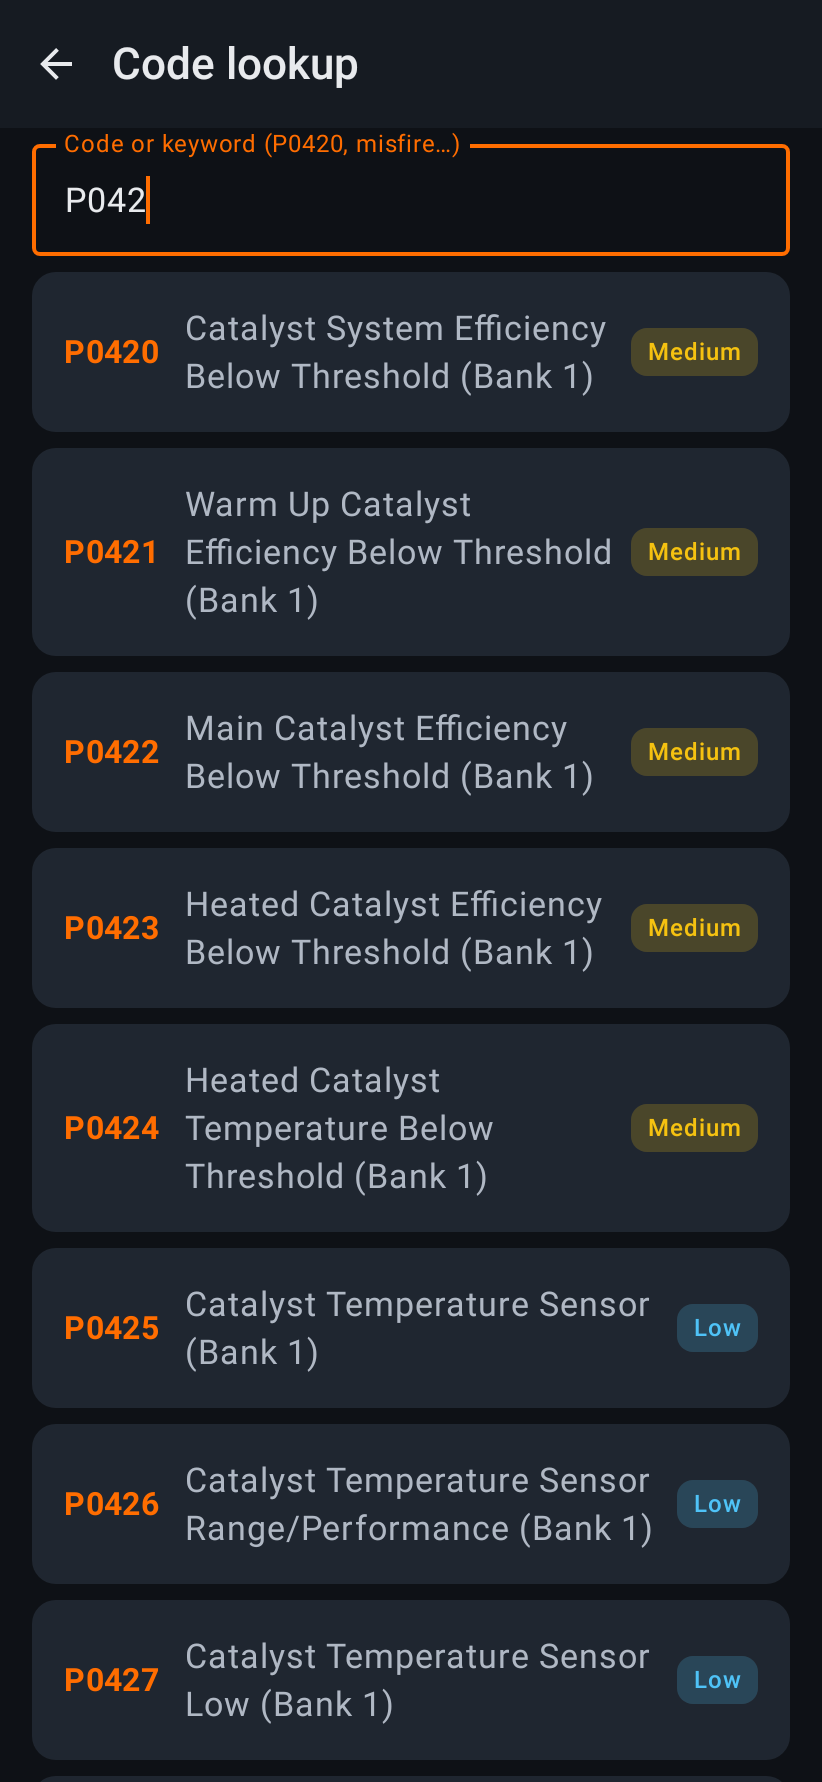 Code lookup
Code or keyword (P0420, misfire…)
P042
Catalyst System Efficiency
P0420
Below Threshold (Bank 1)
Medium
Warm Up Catalyst
P0421
Efficiency Below Threshold
Medium
(Bank 1)
Main Catalyst Efficiency
P0422
Below Threshold (Bank 1)
Medium
Heated Catalyst Efficiency
P0423
Below Threshold (Bank 1)
Medium
Heated Catalyst
P0424
Temperature Below
Medium
Threshold (Bank 1)
Catalyst Temperature Sensor
P0425
(Bank 1)
Low
Catalyst Temperature Sensor
P0426
Range/Performance (Bank 1)
Low
Catalyst Temperature Sensor
P0427
Low (Bank 1)
Low